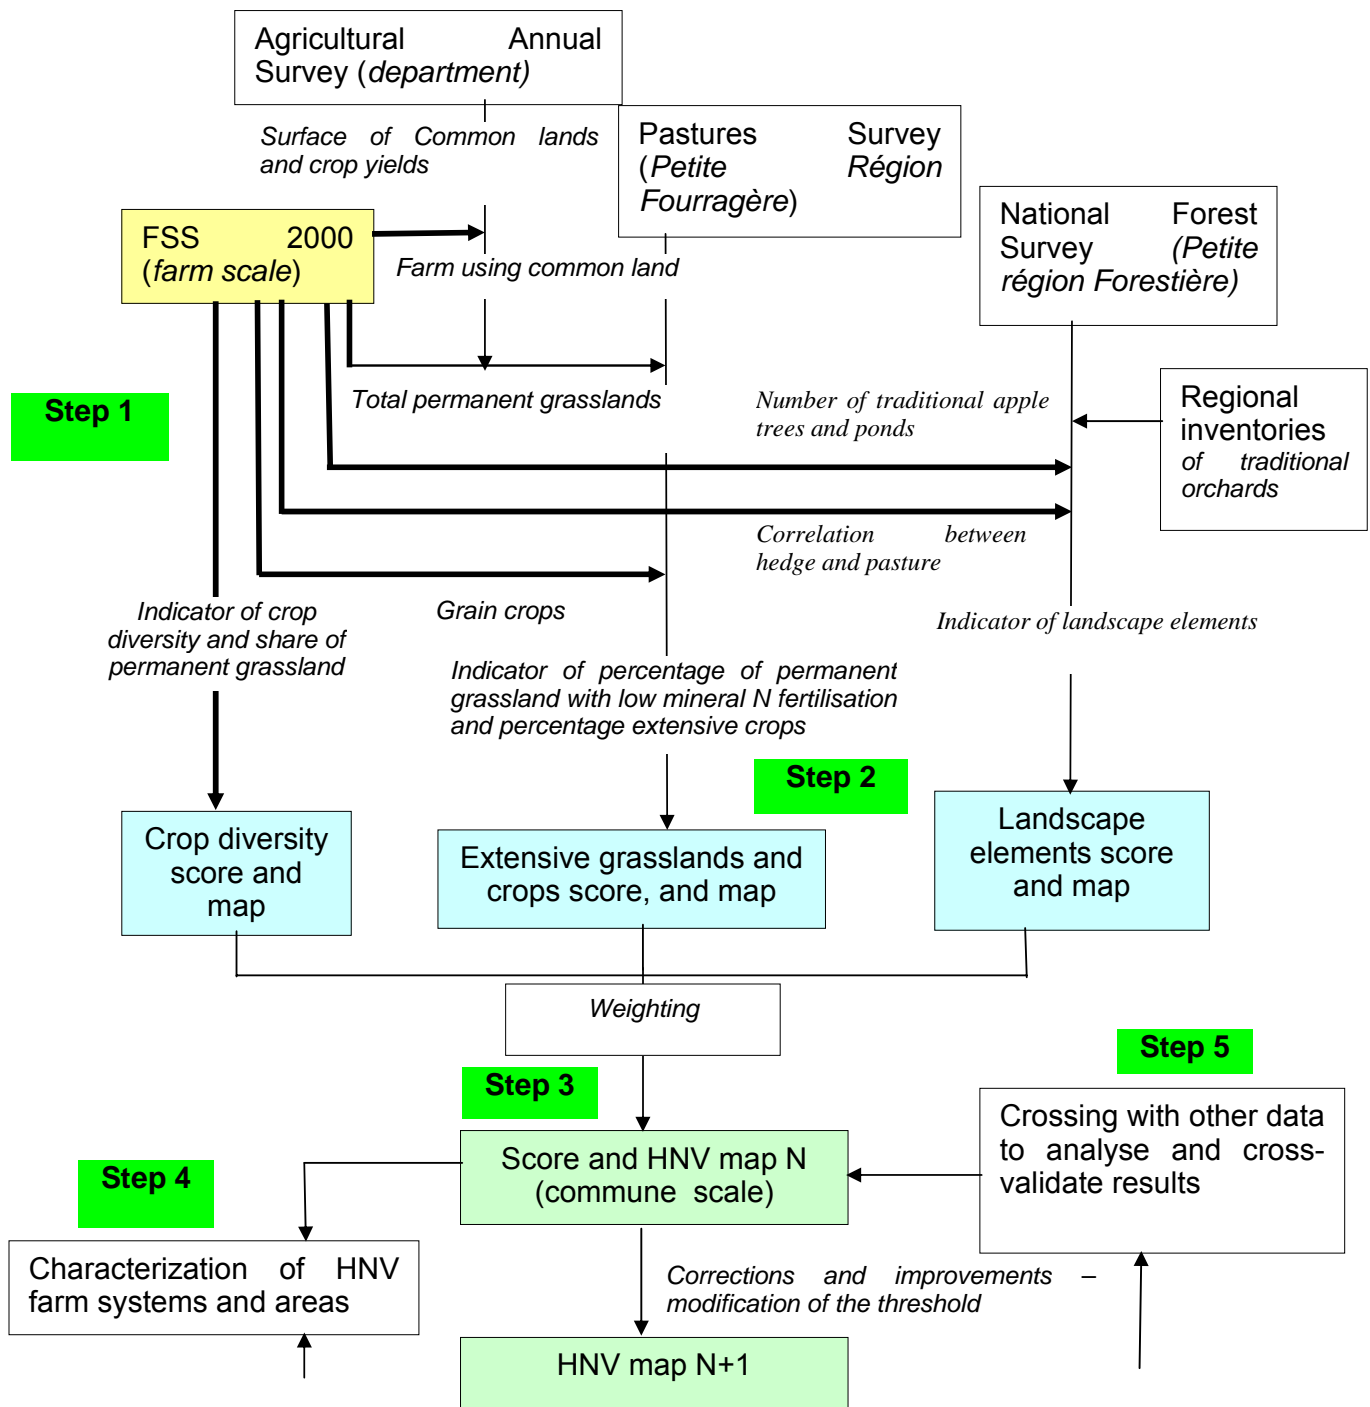 Agricultural Annual
Survey (department)
Surface of Common lands
and crop yields
Pastures Survey
(Petite Région
Fourragère)
National Forest
Survey (Petite
région Forestière)
FSS 2000
(farm scale)
Farm using common land
Step 1
Total permanent grasslands
Number of traditional apple
trees and ponds
Regional
inventories
of traditional
orchards
Correlation between
hedge and pasture
Indicator of crop
diversity and share of
permanent grassland
Grain crops
Indicator of landscape elements
Indicator of percentage of permanent
grassland with low mineral N fertilisation
and percentage extensive crops
Step 2
Crop diversity
score and
map
Extensive grasslands and
crops score, and map
Landscape
elements score
and map
Weighting
Step 3
Step 5
Score and HNV map N
(commune scale)
Crossing with other data
to analyse and cross-
validate results
Step 4
Characterization of HNV
farm systems and areas
Corrections and improvements –
modification of the threshold
HNV map N+1